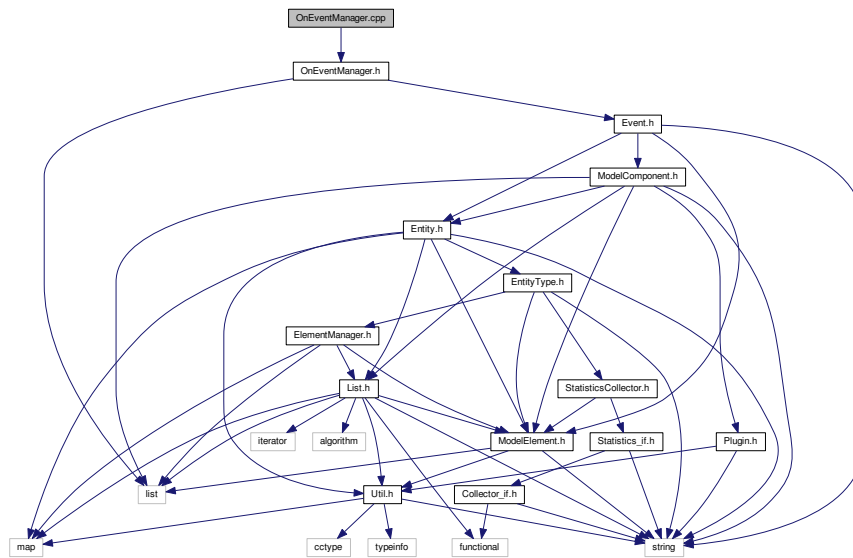 OnEventManager.cpp
OnEventManager.h
Event.h
ModelComponent.h
Entity.h
EntityType.h
ElementManager.h
List.h
StatisticsCollector.h
iterator
algorithm
ModelElement.h
Statistics_if.h
Plugin.h
list
Util.h
Collector_if.h
map
cctype
typeinfo
functional
string